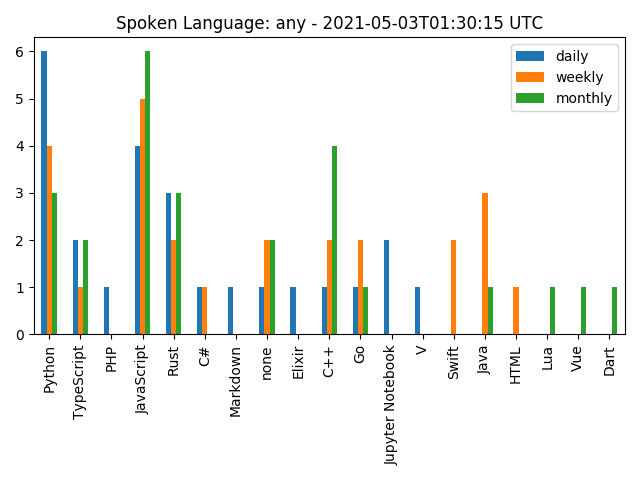 Spoken Language: any - 2021-05-03T01:30:15 UTC
daily
weekly
monthly
6
5
4
3
2
1
0
Python
TypeScript
PHP
JavaScript
Rust
C#
Markdown
none
Elixir
C++
Go
Jupyter Notebook
V
Swift
Java
HTML
Lua
Vue
Dart